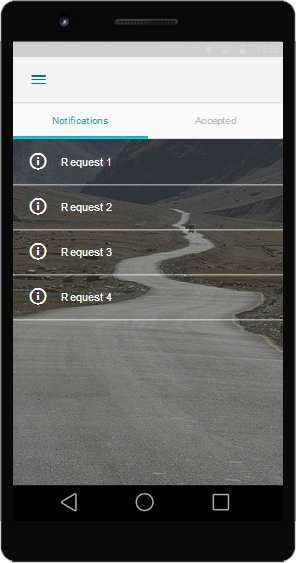 Notifications
Accepted
Request 1
Request 2
Request 3
Request 4